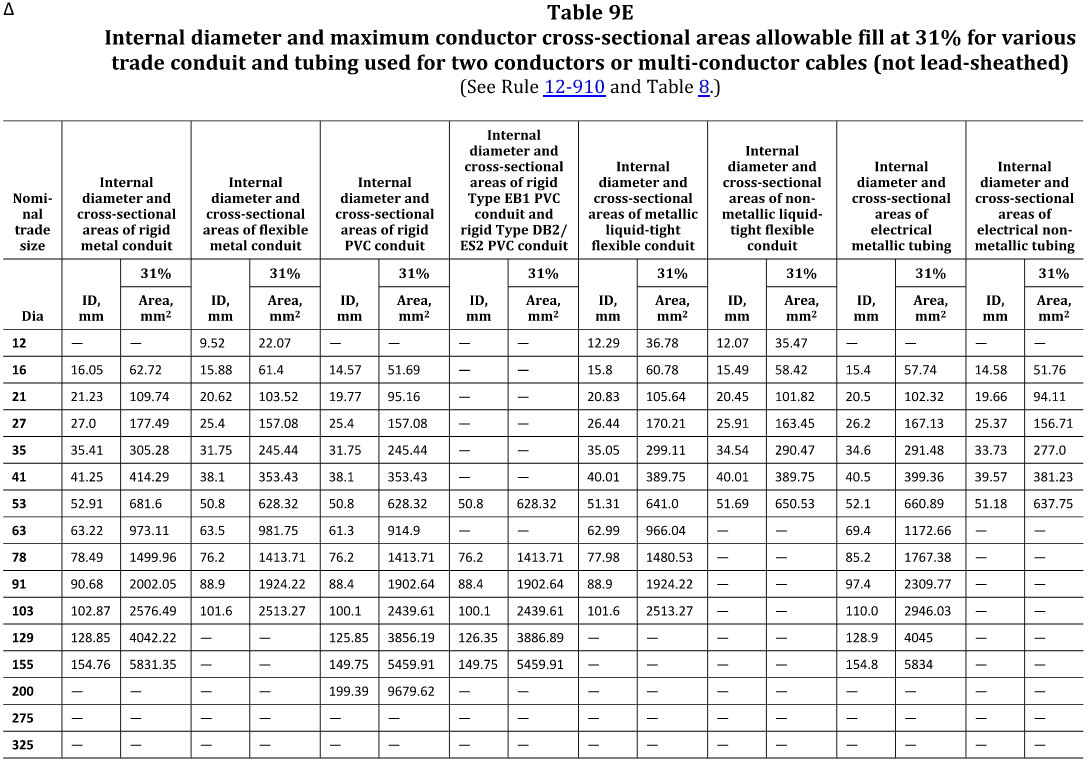 Δ
Table 9E
Internal diameter and maximum conductor cross-sectional areas allowable fill at 31% for various
trade conduit and tubing used for two conductors or multi-conductor cables (not lead-sheathed)
(See Rule 12-910 and Table 8.)
Nomi-
nal
trade
size
Internal
diameter and
cross-sectional
areas of rigid
metal conduit
Internal
diameter and
cross-sectional
areas of flexible
metal conduit
Internal
diameter and
cross-sectional
areas of rigid
PVC conduit
Internal
diameter and
cross-sectional
areas of rigid
Type EB1 PVC
conduit and
rigid Type DB2/
ES2 PVC conduit
Internal
diameter and
cross-sectional
areas of metallic
liquid-tight
flexible conduit
Internal
diameter and
cross-sectional
areas of non-
metallic liquid-
tight flexible
conduit
Internal
diameter and
cross-sectional
areas of
electrical
metallic tubing
Internal
diameter and
cross-sectional
areas of
electrical non-
metallic tubing
31% 31% 31% 31% 31% 31% 31% 31%
Dia
ID,
mm
Area,
mm²
ID,
mm
Area,
mm²
ID,
mm
Area,
mm²
ID,
mm
Area,
mm²
ID,
mm
Area,
mm²
ID,
mm
Area,
mm²
ID,
mm
Area,
mm²
ID,
mm
Area,
mm²
12 — — 9.52 22.07 — — — — 12.29 36.78 12.07 35.47 — — — —
16 16.05 62.72 15.88 61.4 14.57 51.69 — — 15.8 60.78 15.49 58.42 15.4 57.74 14.58 51.76
21 21.23 109.74 20.62 103.52 19.77 95.16 — — 20.83 105.64 20.45 101.82 20.5 102.32 19.66 94.11
27 27.0 177.49 25.4 157.08 25.4 157.08 — — 26.44 170.21 25.91 163.45 26.2 167.13 25.37 156.71
35 35.41 305.28 31.75 245.44 31.75 245.44 — — 35.05 299.11 34.54 290.47 34.6 291.48 33.73 277.0
41 41.25 414.29 38.1 353.43 38.1 353.43 — — 40.01 389.75 40.01 389.75 40.5 399.36 39.57 381.23
53 52.91 681.6 50.8 628.32 50.8 628.32 50.8 628.32 51.31 641.0 51.69 650.53 52.1 660.89 51.18 637.75
63 63.22 973.11 63.5 981.75 61.3 914.9 — — 62.99 966.04 — — 69.4 1172.66 — —
78 78.49 1499.96 76.2 1413.71 76.2 1413.71 76.2 1413.71 77.98 1480.53 — — 85.2 1767.38 — —
91 90.68 2002.05 88.9 1924.22 88.4 1902.64 88.4 1902.64 88.9 1924.22 — — 97.4 2309.77 — —
103 102.87 2576.49 101.6 2513.27 100.1 2439.61 100.1 2439.61 101.6 2513.27 — — 110.0 2946.03 — —
129 128.85 4042.22 — — 125.85 3856.19 126.35 3886.89 — — — — 128.9 4045 — —
155 154.76 5831.35 — — 149.75 5459.91 149.75 5459.91 — — — — 154.8 5834 — —
200 — — — — 199.39 9679.62 — — — — — — — — — —
275 — — — — — — — — — — — — — — — —
325 — — — — — — — — — — — — — — — —